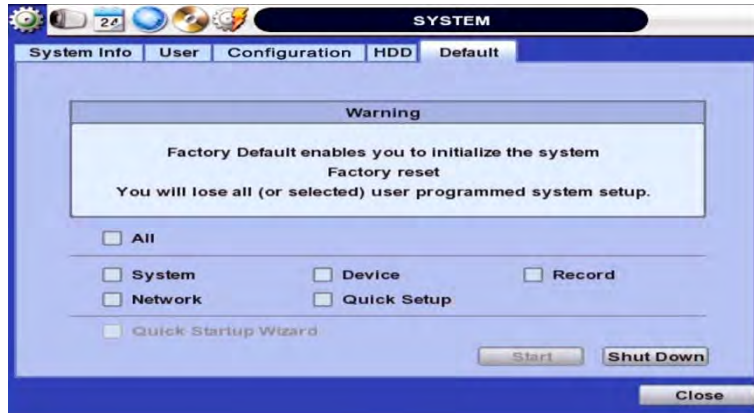 24
SYSTEM
System Info User Configuration HDD Default
Warning
Factory Default enables you to initialize the system
Factory reset
You will lose all (or selected) user programmed system setup.
All
System Device Record
Network Quick Setup
Quick Startup Wizard
Start Shut Down
Close